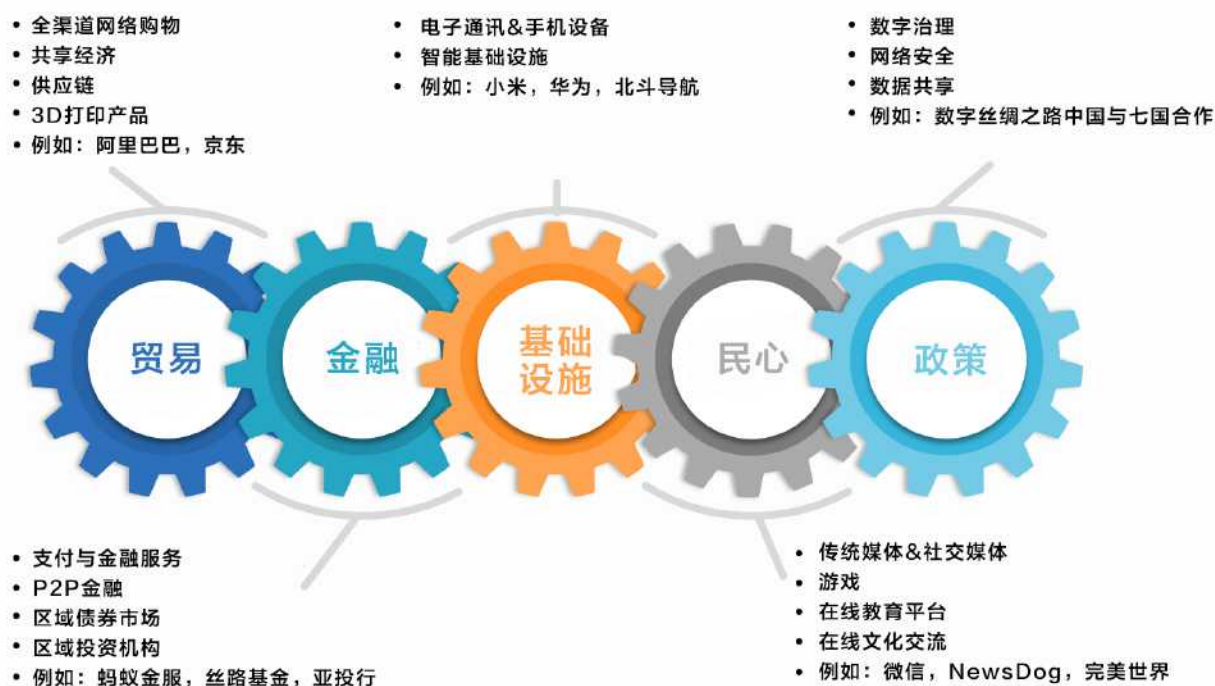 • 全渠道网络购物
• 共享经济
• 供应链
• 3D打印产品
• 例如：阿里巴巴，京东
• 电子通讯&手机设备
• 智能基础设施
• 例如：小米，华为，北斗导航
• 数字治理
• 网络安全
• 数据共享
• 例如：数字丝绸之路中国与七国合作
贸易
金融
基础
设施
民心
政策
• 支付与金融服务
• P2P金融
• 区域债券市场
• 区域投资机构
• 例如：蚂蚁金服，丝路基金，亚投行
• 传统媒体&社交媒体
• 游戏
• 在线教育平台
• 在线文化交流
• 例如：微信，NewsDog，完美世界